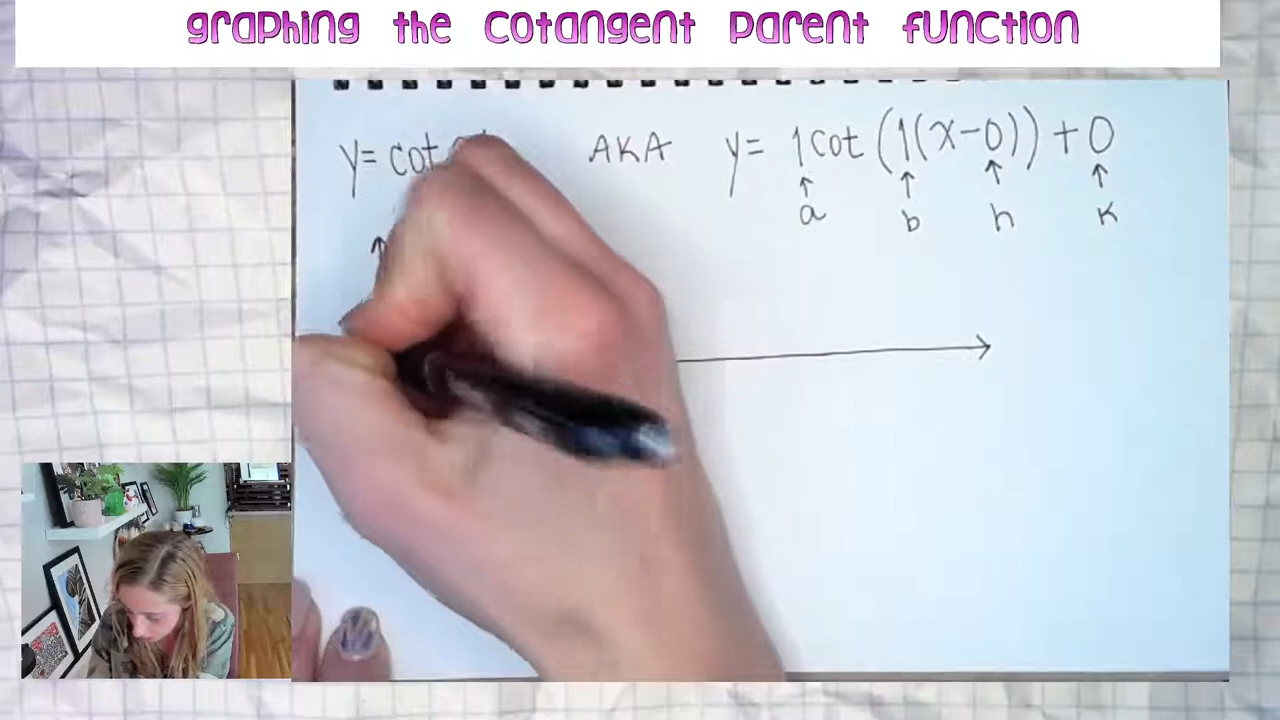 graphing the cotangent parent function
y= cot AKA y= 1cot (1(x-0)) + 0
a b h k